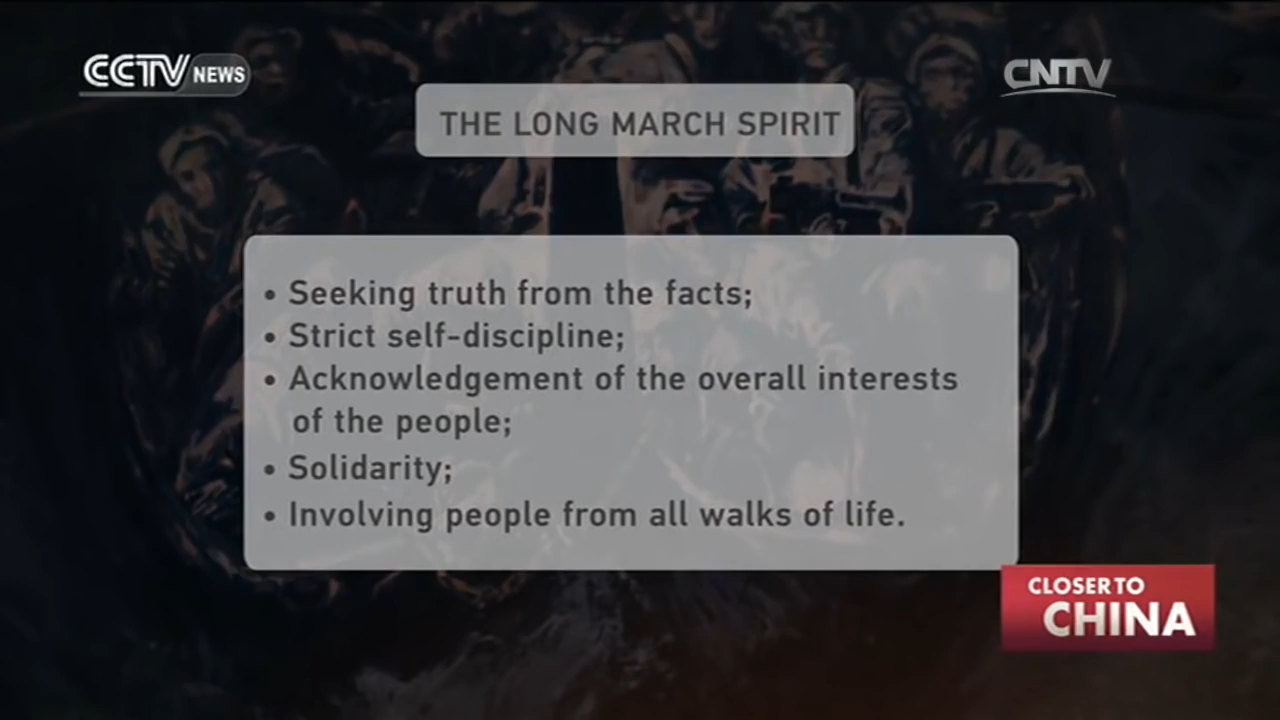 CCTV NEWS
CNTV
THE LONG MARCH SPIRIT
• Seeking truth from the facts;
• Strict self-discipline;
• Acknowledgement of the overall interests
of the people;
• Solidarity;
• Involving people from all walks of life.
CLOSER TO
CHINA